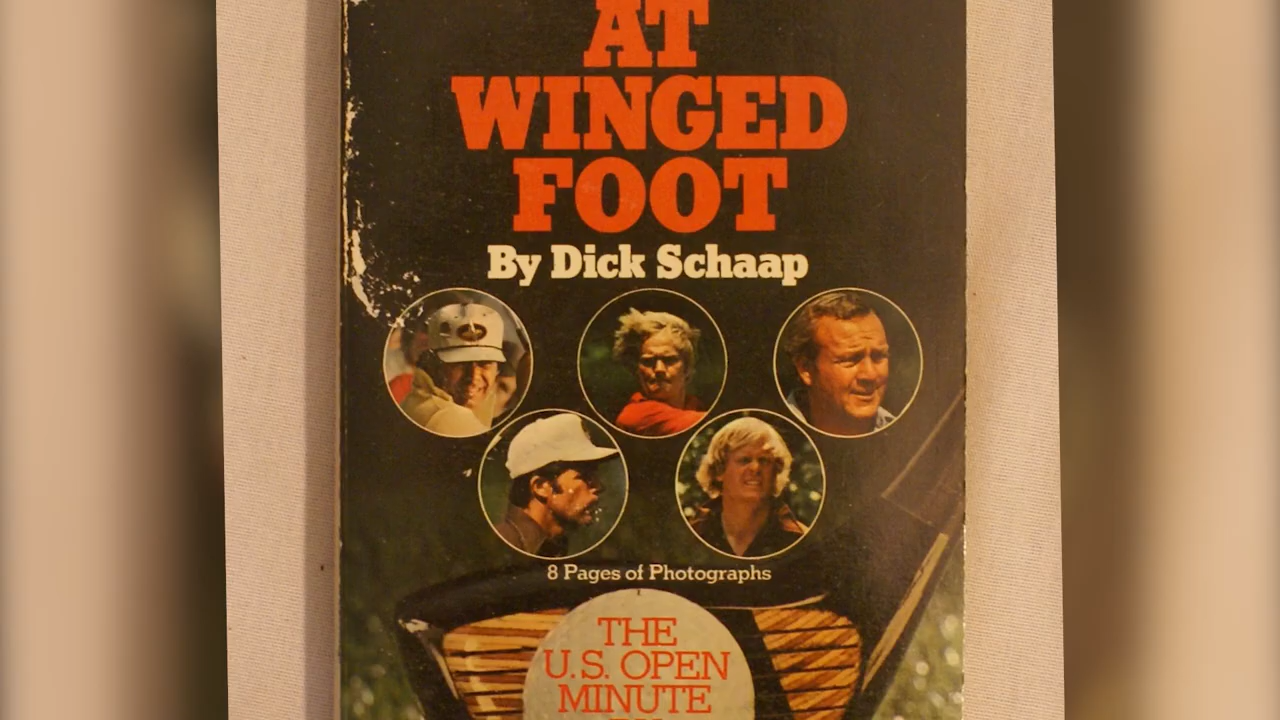 AT
WINGED
FOOT
By Dick Schaap
8 Pages of Photographs
THE
U.S. OPEN
MINUTE